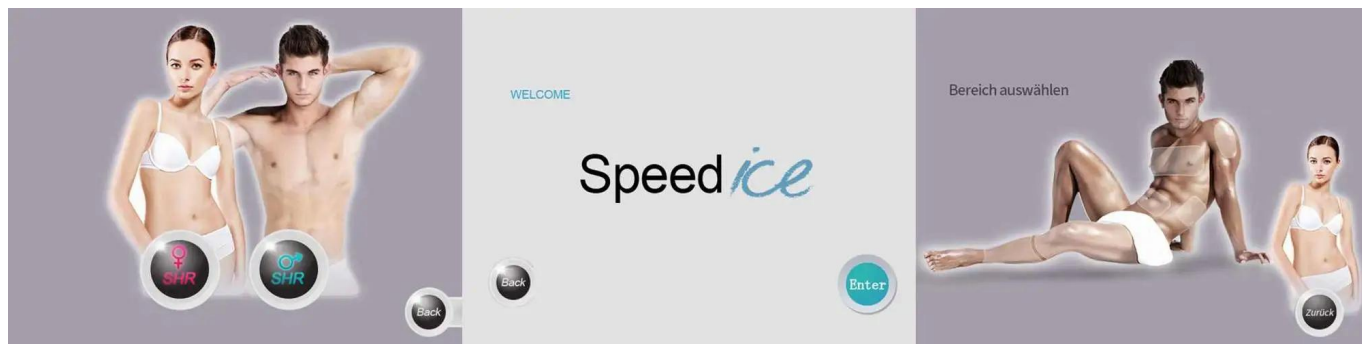 SHR
SHR
Back
WELCOME
Speed ice
Back
Enter
Bereich auswählen
Zurück